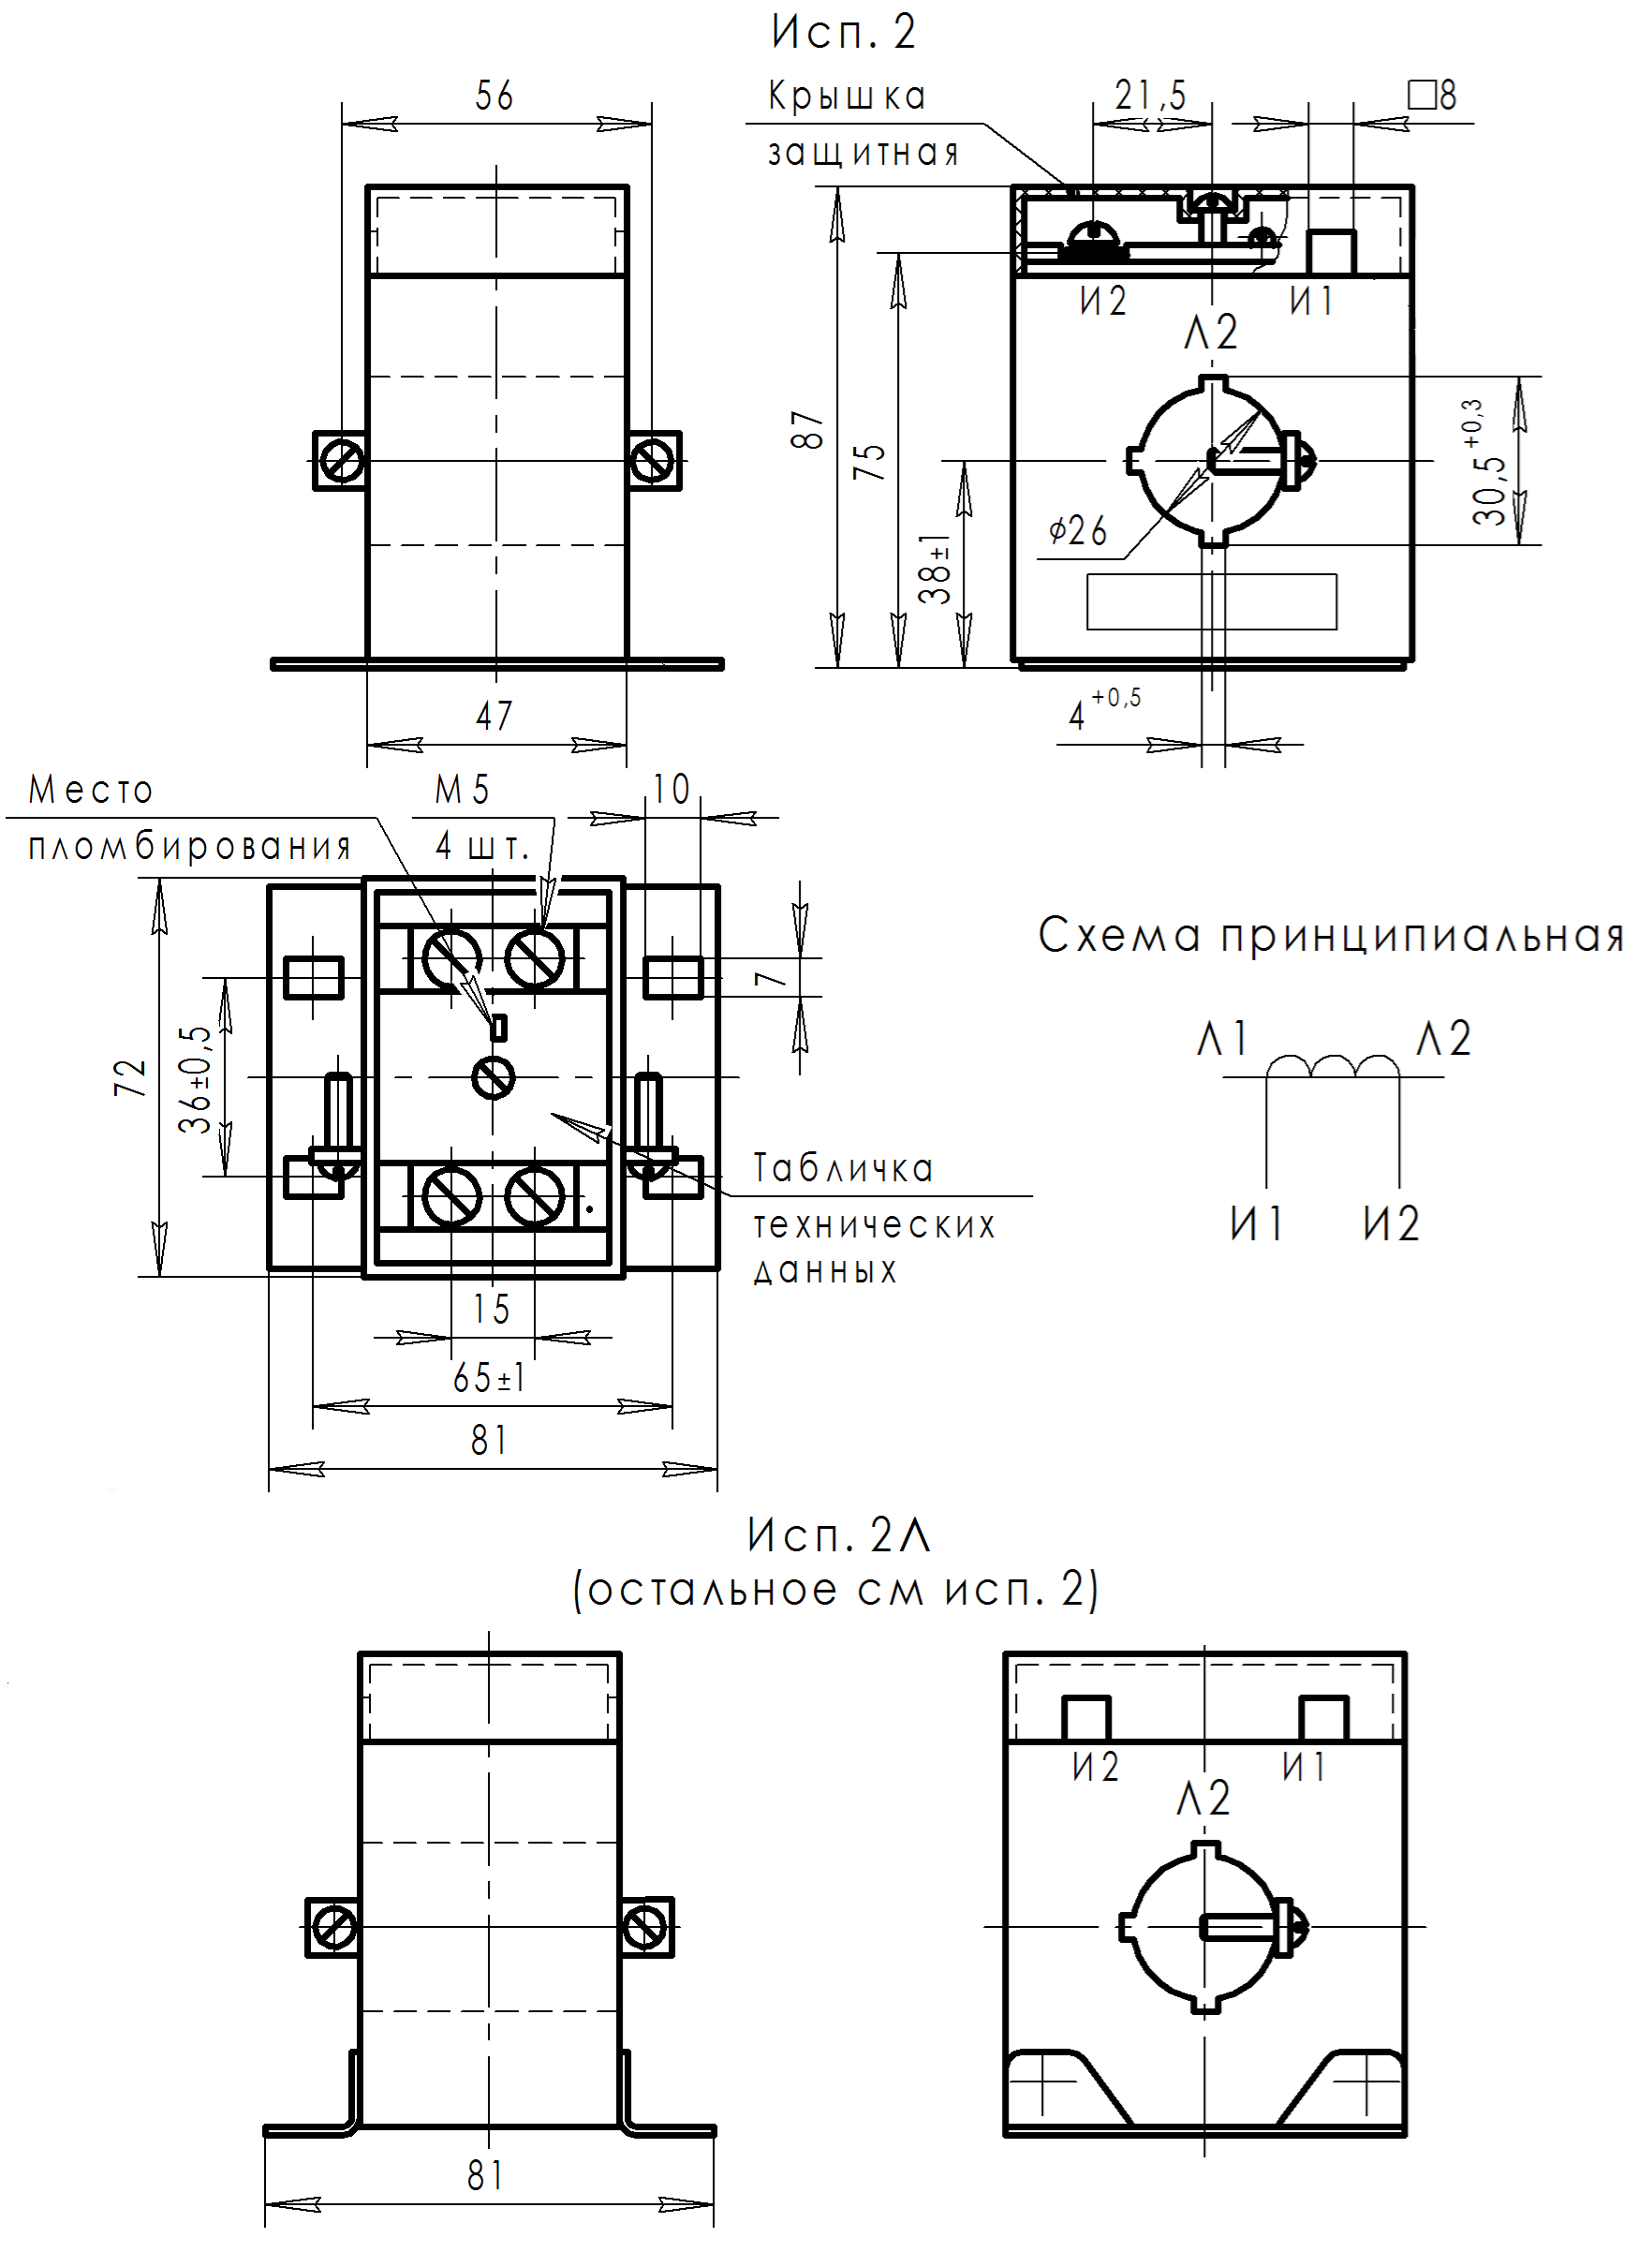 Исп. 2
56
Крышка
защитная
21,5
□8
И2
И1
Л2
87
75
38±1
⌀26
30,5 +0,3
4 +0,5
47
Место
пломбирования
М5
4 шт.
10
7
72
36±0,5
Схема принципиальная
Л1
Л2
И1
И2
Табличка
технических
данных
15
65±1
81
Исп. 2Л
(остальное см исп. 2)
И2
И1
Л2
81